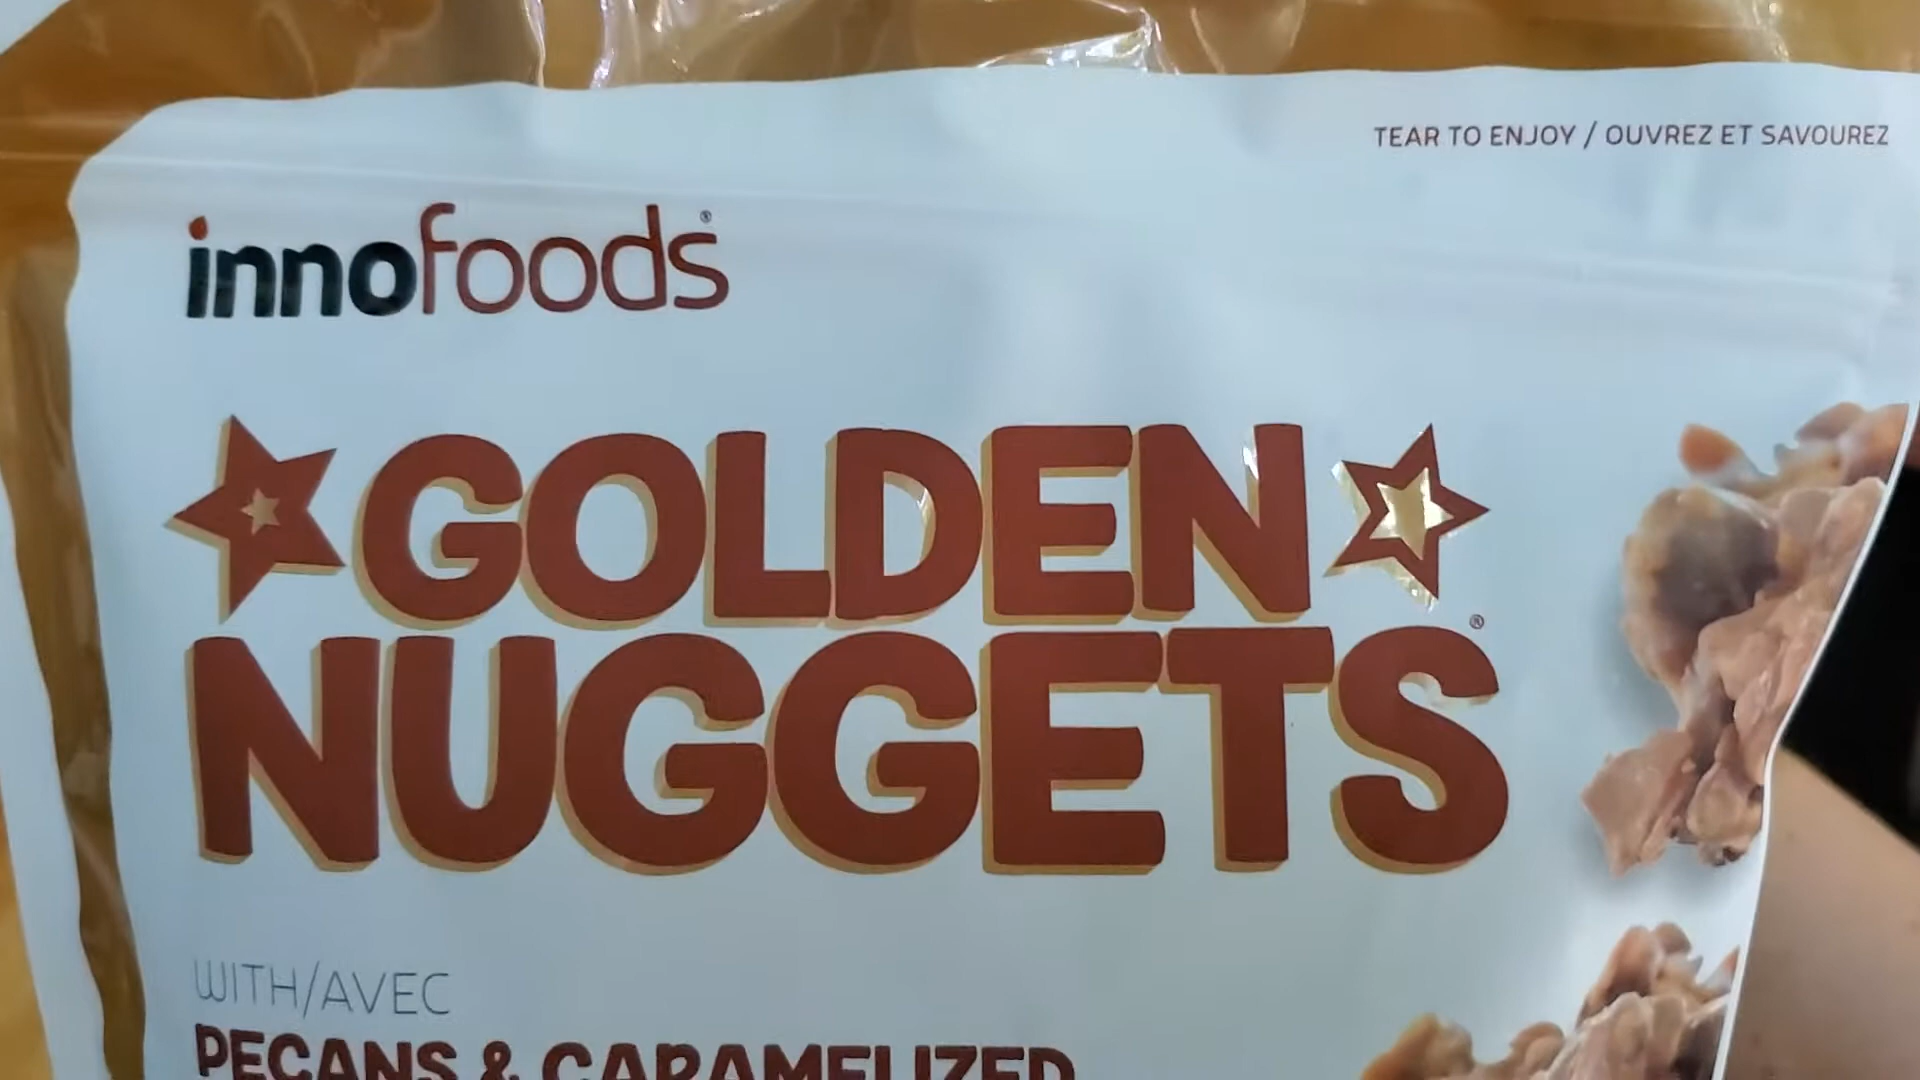 TEAR TO ENJOY / OUVREZ ET SAVOUREZ
innofoods®
GOLDEN
NUGGETS®
WITH/AVEC
PECANS & CARAMELIZED